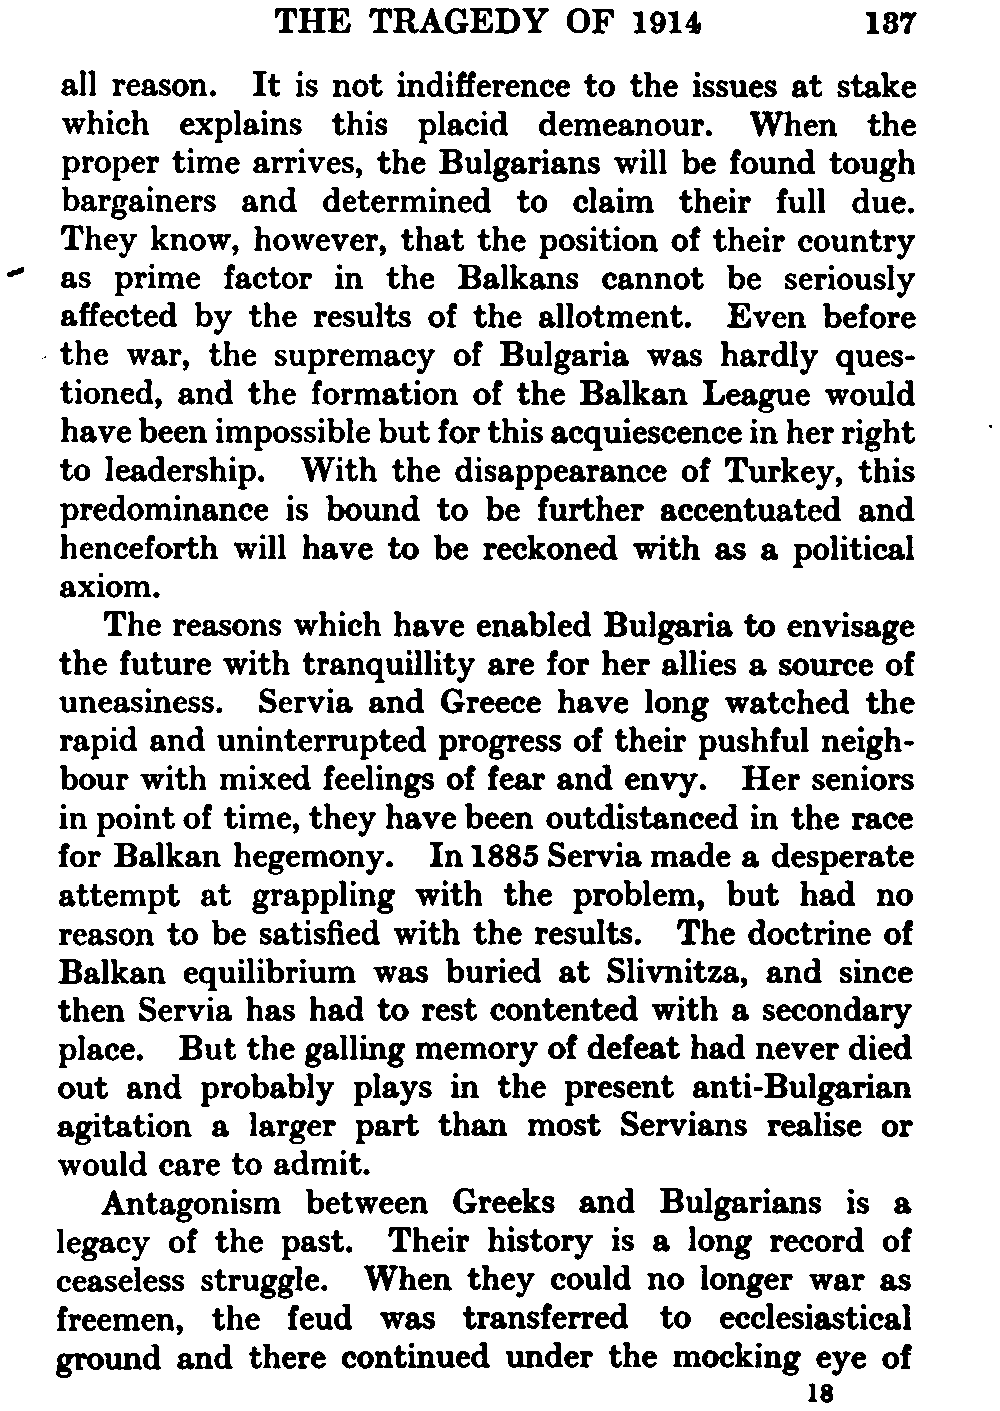 THE TRAGEDY OF 1914 137
all reason. It is not indifference to the issues at stake
which explains this placid demeanour. When the
proper time arrives, the Bulgarians will be found tough
bargainers and determined to claim their full due.
They know, however, that the position of their country
as prime factor in the Balkans cannot be seriously
affected by the results of the allotment. Even before
the war, the supremacy of Bulgaria was hardly ques-
tioned, and the formation of the Balkan League would
have been impossible but for this acquiescence in her right
to leadership. With the disappearance of Turkey, this
predominance is bound to be further accentuated and
henceforth will have to be reckoned with as a political
axiom.
The reasons which have enabled Bulgaria to envisage
the future with tranquillity are for her allies a source of
uneasiness. Servia and Greece have long watched the
rapid and uninterrupted progress of their pushful neigh-
bour with mixed feelings of fear and envy. Her seniors
in point of time, they have been outdistanced in the race
for Balkan hegemony. In 1885 Servia made a desperate
attempt at grappling with the problem, but had no
reason to be satisfied with the results. The doctrine of
Balkan equilibrium was buried at Slivnitza, and since
then Servia has had to rest contented with a secondary
place. But the galling memory of defeat had never died
out and probably plays in the present anti-Bulgarian
agitation a larger part than most Servians realise or
would care to admit.
Antagonism between Greeks and Bulgarians is a
legacy of the past. Their history is a long record of
ceaseless struggle. When they could no longer war as
freemen, the feud was transferred to ecclesiastical
ground and there continued under the mocking eye of
18